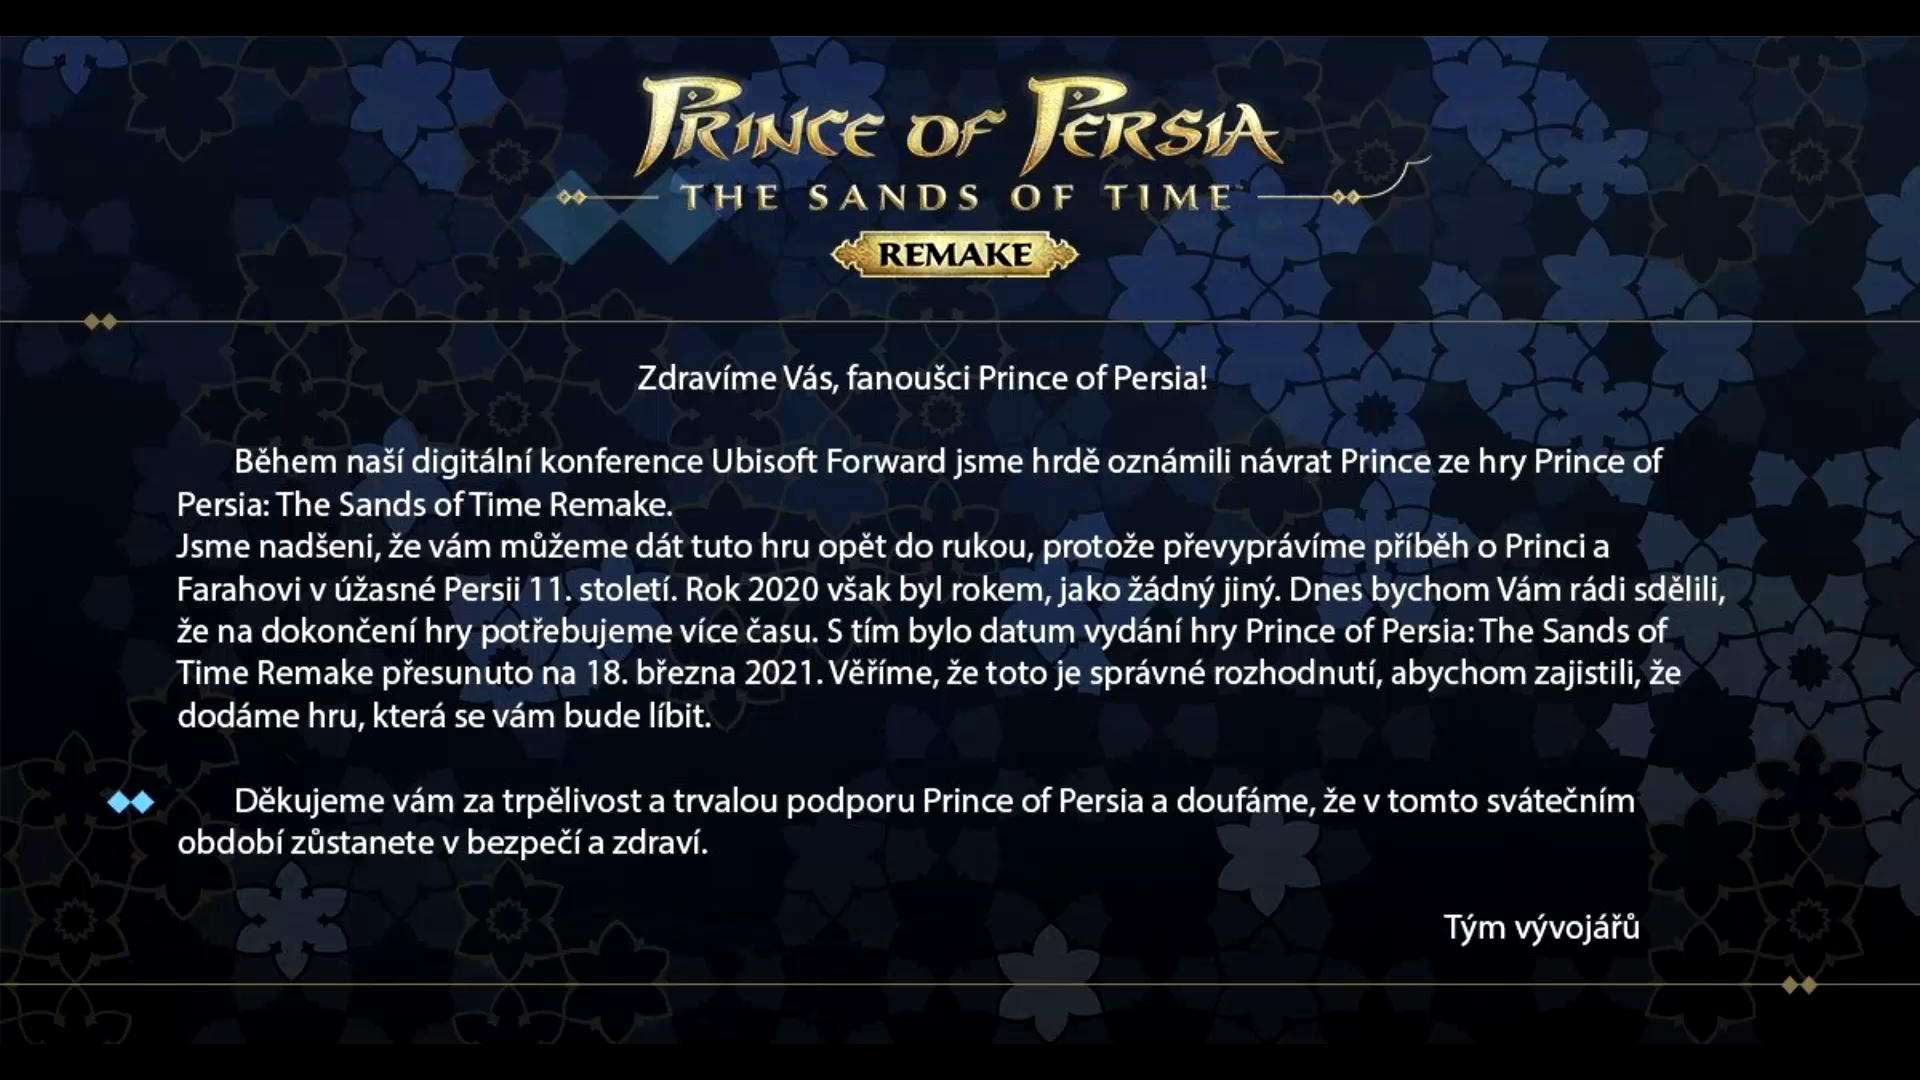 PRINCE OF PERSIA
THE SANDS OF TIME
REMAKE
Zdravíme Vás, fanoušci Prince of Persia!
Během naší digitální konference Ubisoft Forward jsme hrdě oznámili návrat Prince ze hry Prince of
Persia: The Sands of Time Remake.
Jsme nadšeni, že vám můžeme dát tuto hru opět do rukou, protože převyprávíme příběh o Princi a
Farahovi v úžasné Persii 11. století. Rok 2020 však byl rokem, jako žádný jiný. Dnes bychom Vám rádi sdělili,
že na dokončení hry potřebujeme více času. S tím bylo datum vydání hry Prince of Persia: The Sands of
Time Remake přesunuto na 18. března 2021. Věříme, že toto je správné rozhodnutí, abychom zajistili, že
dodáme hru, která se vám bude líbit.
Děkujeme vám za trpělivost a trvalou podporu Prince of Persia a doufáme, že v tomto svátečním
období zůstanete v bezpečí a zdraví.
Tým vývojářů